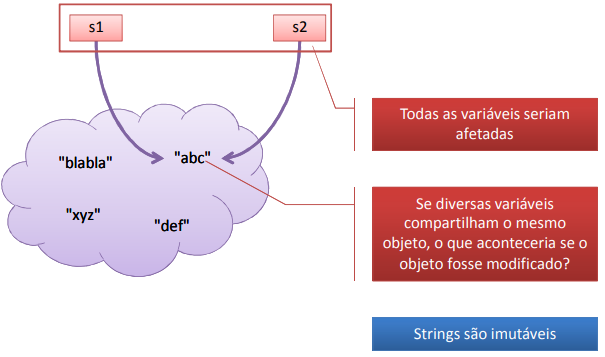 s1
s2
Todas as variáveis seriam
afetadas
"blabla"
"abc"
"xyz"
"def"
Se diversas variáveis
compartilham o mesmo
objeto, o que aconteceria se o
objeto fosse modificado?
Strings são imutáveis